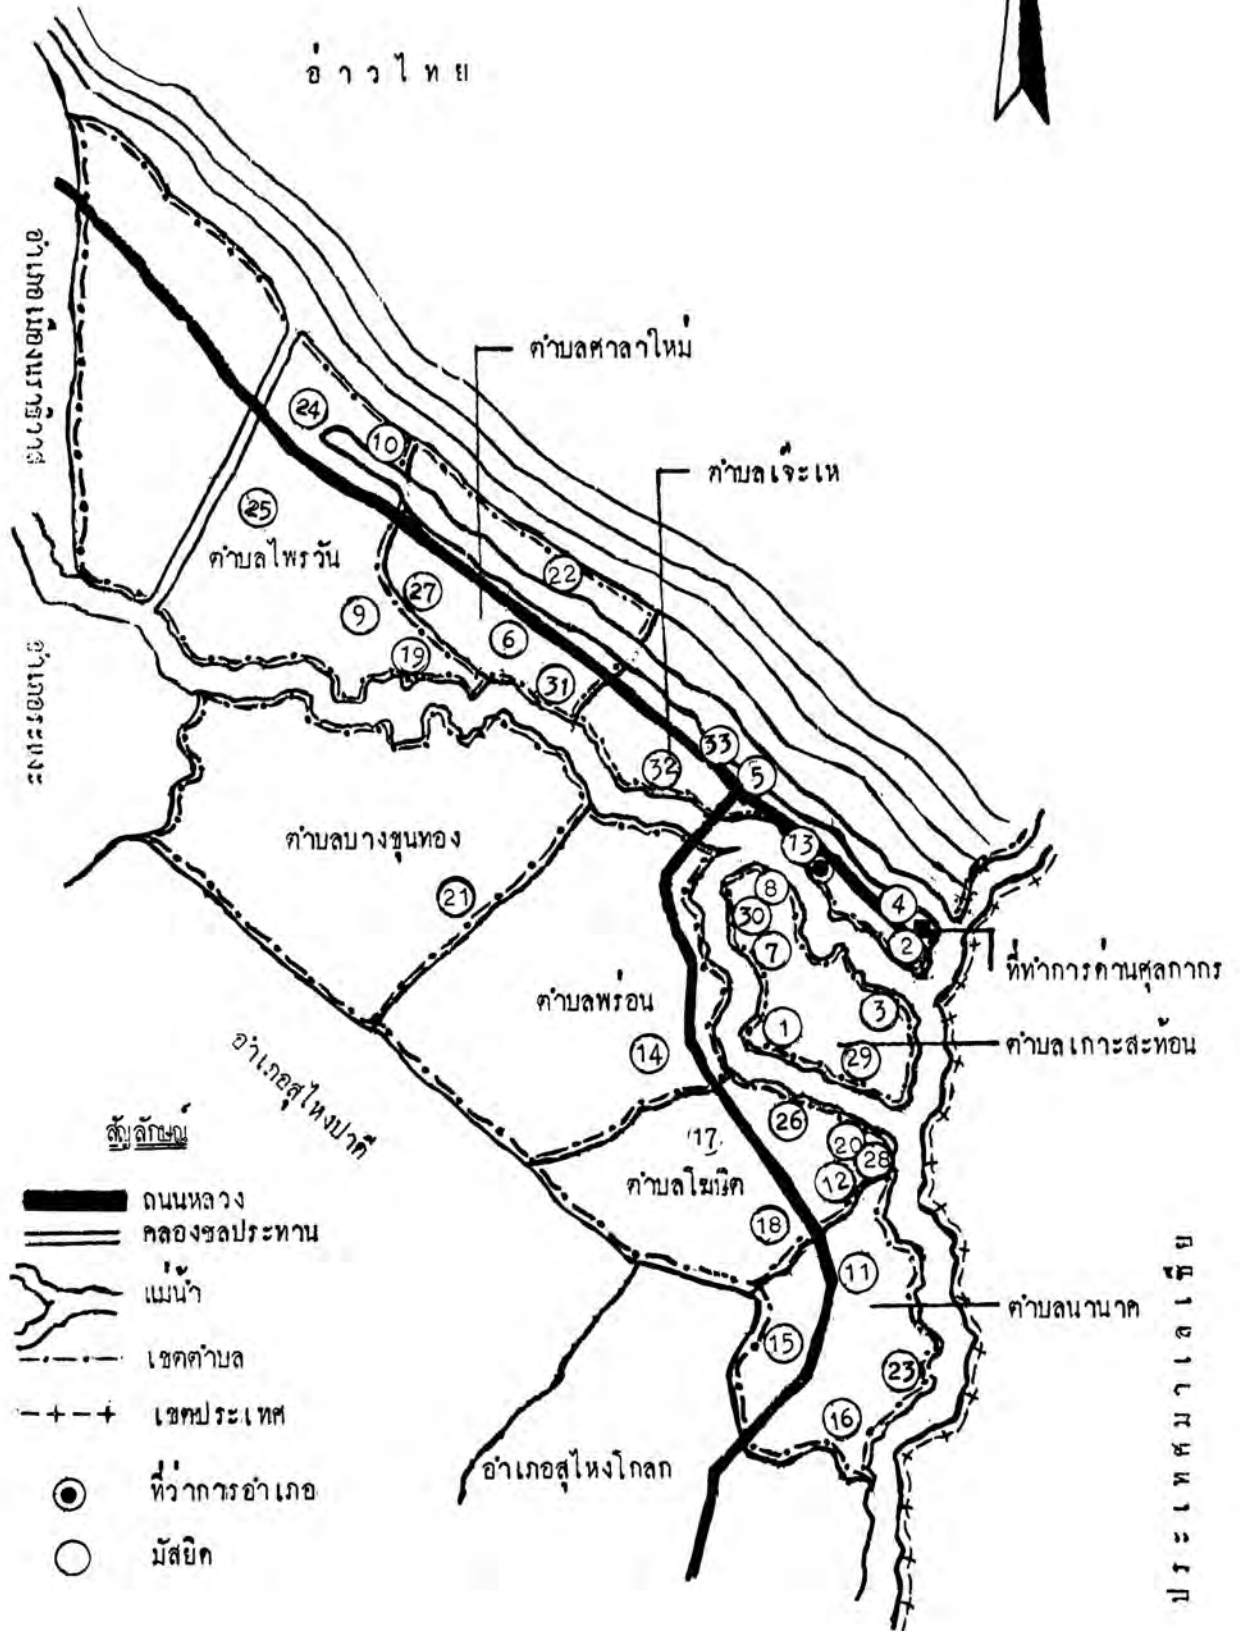 อ่าวไทย
อำเภอเมืองนราธิวาส
ตำบลศาลาใหม่
24
10
ตำบลเจ๊ะเห
25
ตำบลไพรวัน
22
27
9
6
19
31
อำเภอระแงะ
33
32
5
ตำบลบางขุนทอง
13
21
8
4
30
2
7
ที่ทำการด่านศุลกากร
ตำบลพร่อน
3
1
ตำบลเกาะสะท้อน
29
14
อำเภอสุไหงปาดี
26
สัญลักษณ์
17
20
28
ตำบลโฆษิต
12
ถนนหลวง
18
คลองชลประทาน
11
แม่น้ำ
ตำบลนานาค
15
เขตตำบล
23
เขตประเทศ
16
อำเภอสุไหงโกลก
ที่ว่าการอำเภอ
มัสยิด
ประเทศมาเลเซีย